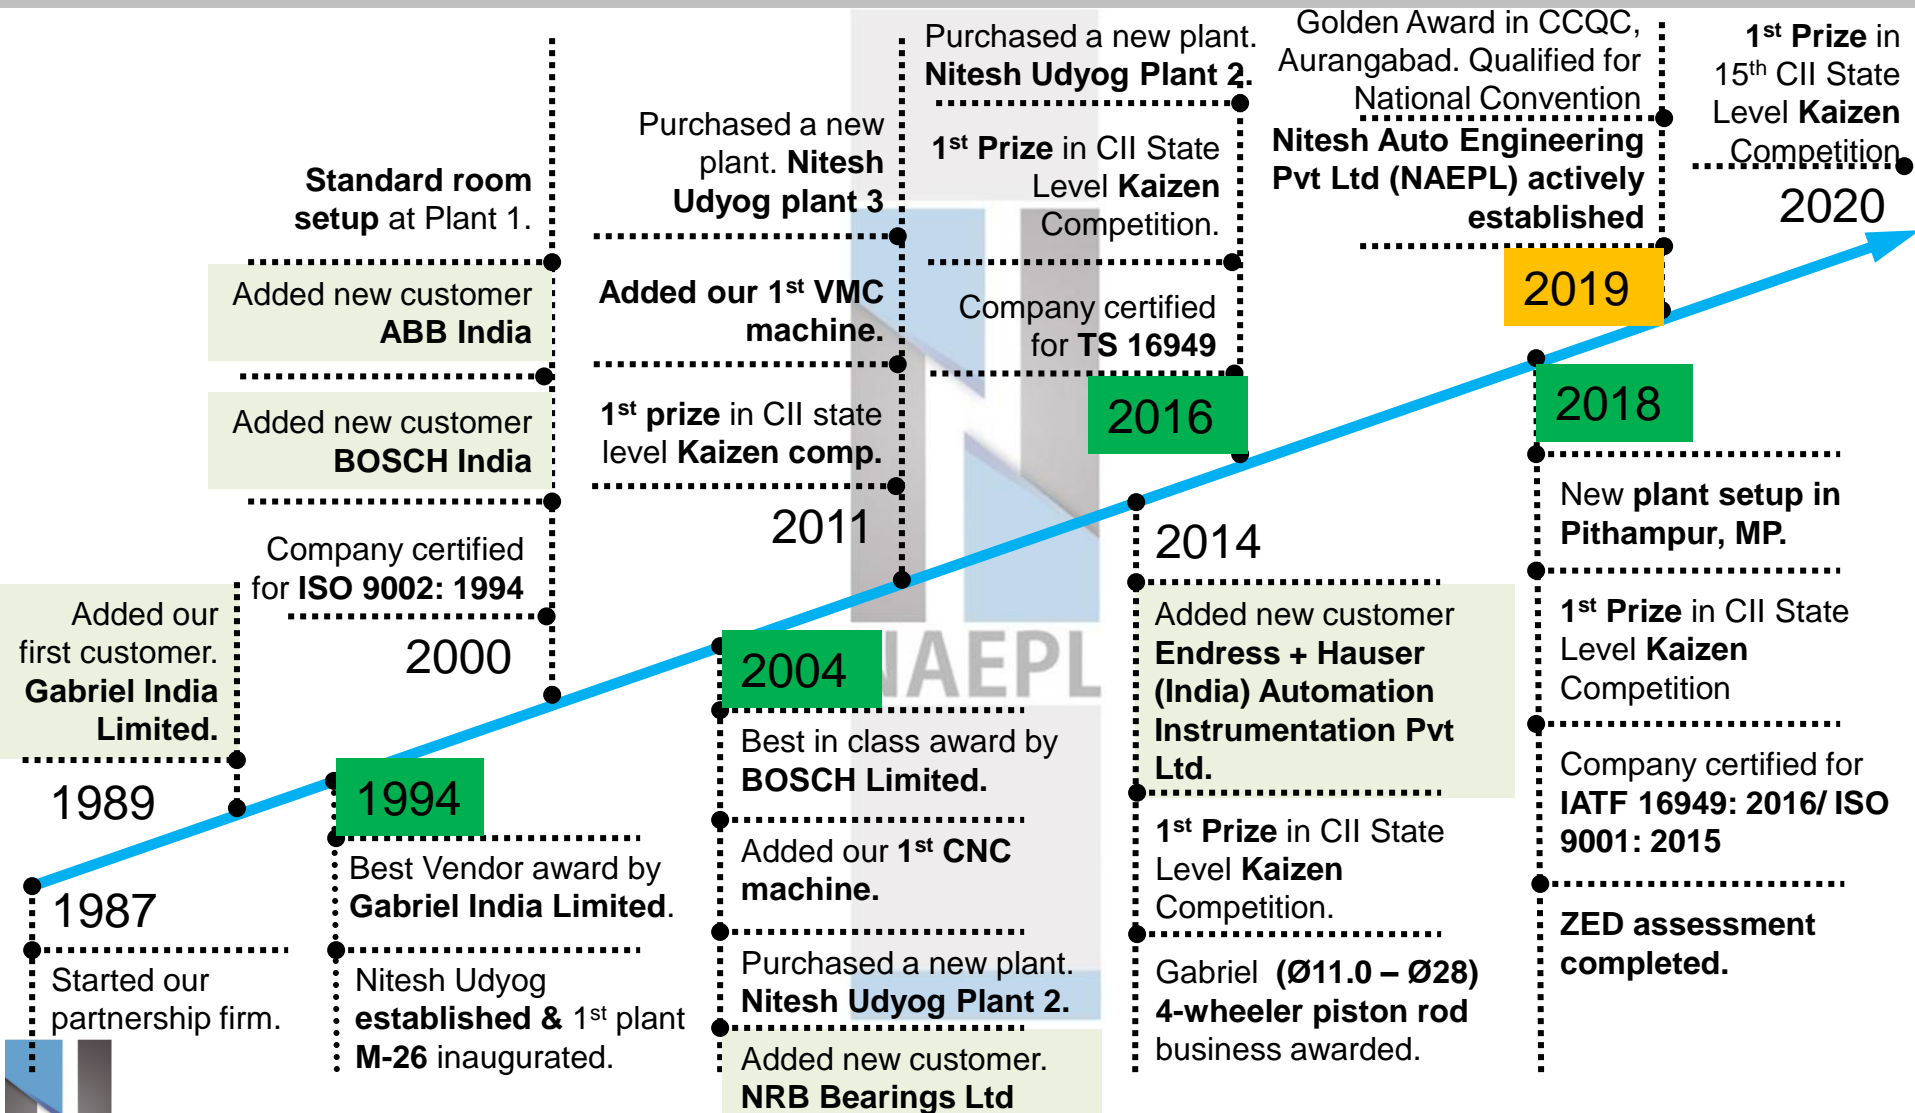 Standard room
setup at Plant 1.
Added new customer
ABB India
Added new customer
BOSCH India
Company certified
for ISO 9002: 1994
2000
Added our
first customer.
Gabriel India
Limited.
1989
1987
Started our
partnership firm.
1994
Best Vendor award by
Gabriel India Limited.
Nitesh Udyog
established & 1st plant
M-26 inaugurated.
Purchased a new
plant. Nitesh
Udyog plant 3
Added our 1st VMC
machine.
1st prize in CII state
level Kaizen comp.
2011
2004
Best in class award by
BOSCH Limited.
Added our 1st CNC
machine.
Purchased a new plant.
Nitesh Udyog Plant 2.
Added new customer.
NRB Bearings Ltd
Purchased a new plant.
Nitesh Udyog Plant 2.
1st Prize in CII State
Level Kaizen
Competition.
Company certified
for TS 16949
2016
2014
Added new customer
Endress + Hauser
(India) Automation
Instrumentation Pvt
Ltd.
1st Prize in CII State
Level Kaizen
Competition.
Gabriel (Ø11.0 – Ø28)
4-wheeler piston rod
business awarded.
Golden Award in CCQC,
Aurangabad. Qualified for
National Convention
Nitesh Auto Engineering
Pvt Ltd (NAEPL) actively
established
2019
2018
New plant setup in
Pithampur, MP.
1st Prize in CII State
Level Kaizen
Competition
Company certified for
IATF 16949: 2016/ ISO
9001: 2015
ZED assessment
completed.
1st Prize in
15th CII State
Level Kaizen
Competition
2020
NAEPL